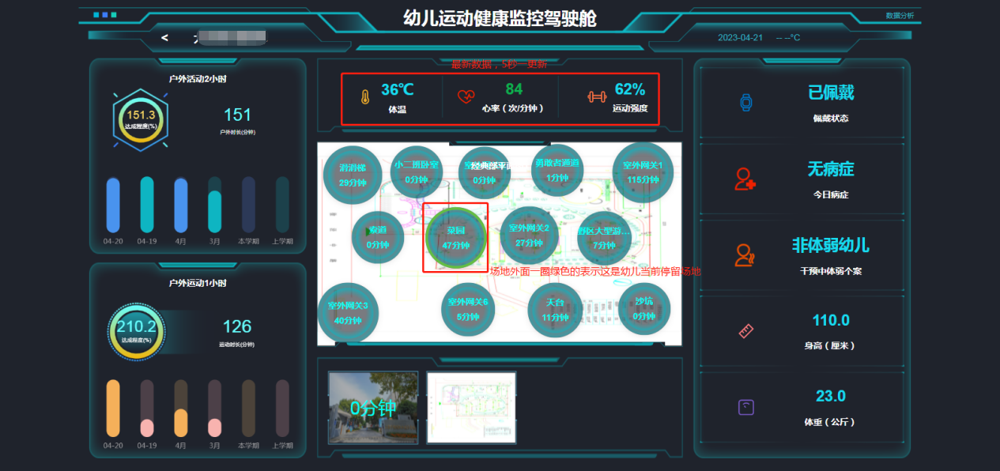 幼儿运动健康监控驾驶舱
数据分析
<
2023-04-21 -- --°C
户外活动2小时
151.3
达成程度(%)
151
户外时长(分钟)
04-20 04-19 4月 3月 本学期 上学期
户外运动1小时
210.2
达成程度(%)
126
运动时长(分钟)
04-20 04-19 4月 3月 本学期 上学期
最新数据，5秒一更新
36℃
体温
84
心率（次/分钟）
62%
运动强度
滑滑梯
29分钟
小二班卧室
0分钟
经典部平面
0分钟
勇敢者通道
1分钟
室外网关1
115分钟
0分钟
菜园
47分钟
室外网关2
27分钟
野区大型游...
7分钟
场地外面一圈绿色的表示这是幼儿当前停留场地
室外网关3
40分钟
室外网关6
5分钟
天台
11分钟
沙坑
0分钟
0分钟
已佩戴
佩戴状态
无病症
今日病症
非体弱幼儿
干预中体弱个案
110.0
身高（厘米）
23.0
体重（公斤）